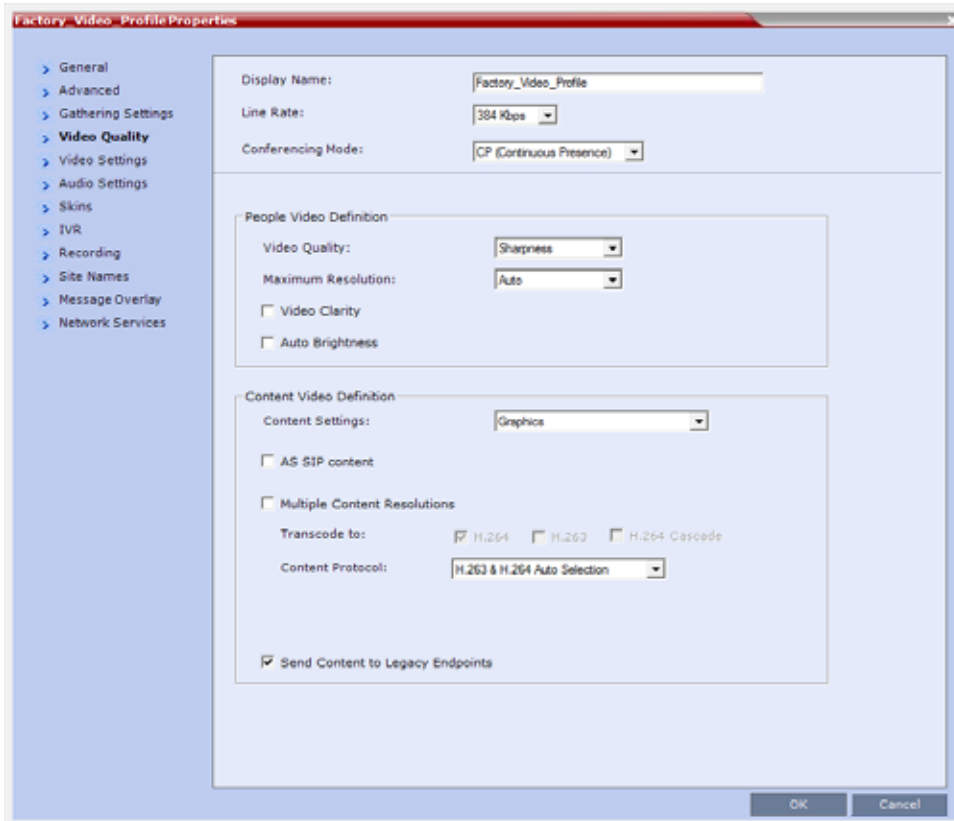 Factory_Video_Profile Properties
General
Advanced
Gathering Settings
Video Quality
Video Settings
Audio Settings
Skins
IVR
Recording
Site Names
Message Overlay
Network Services
Display Name: Factory_Video_Profile
Line Rate: 384 Kbps
Conferencing Mode: CP (Continuous Presence)
People Video Definition
Video Quality: Sharpness
Maximum Resolution: Auto
Video Clarity
Auto Brightness
Content Video Definition
Content Settings: Graphics
AS SIP content
Multiple Content Resolutions
Transcode to: H.264 H.263 H.264 Cascade
Content Protocol: H.263 & H.264 Auto Selection
Send Content to Legacy Endpoints
OK Cancel